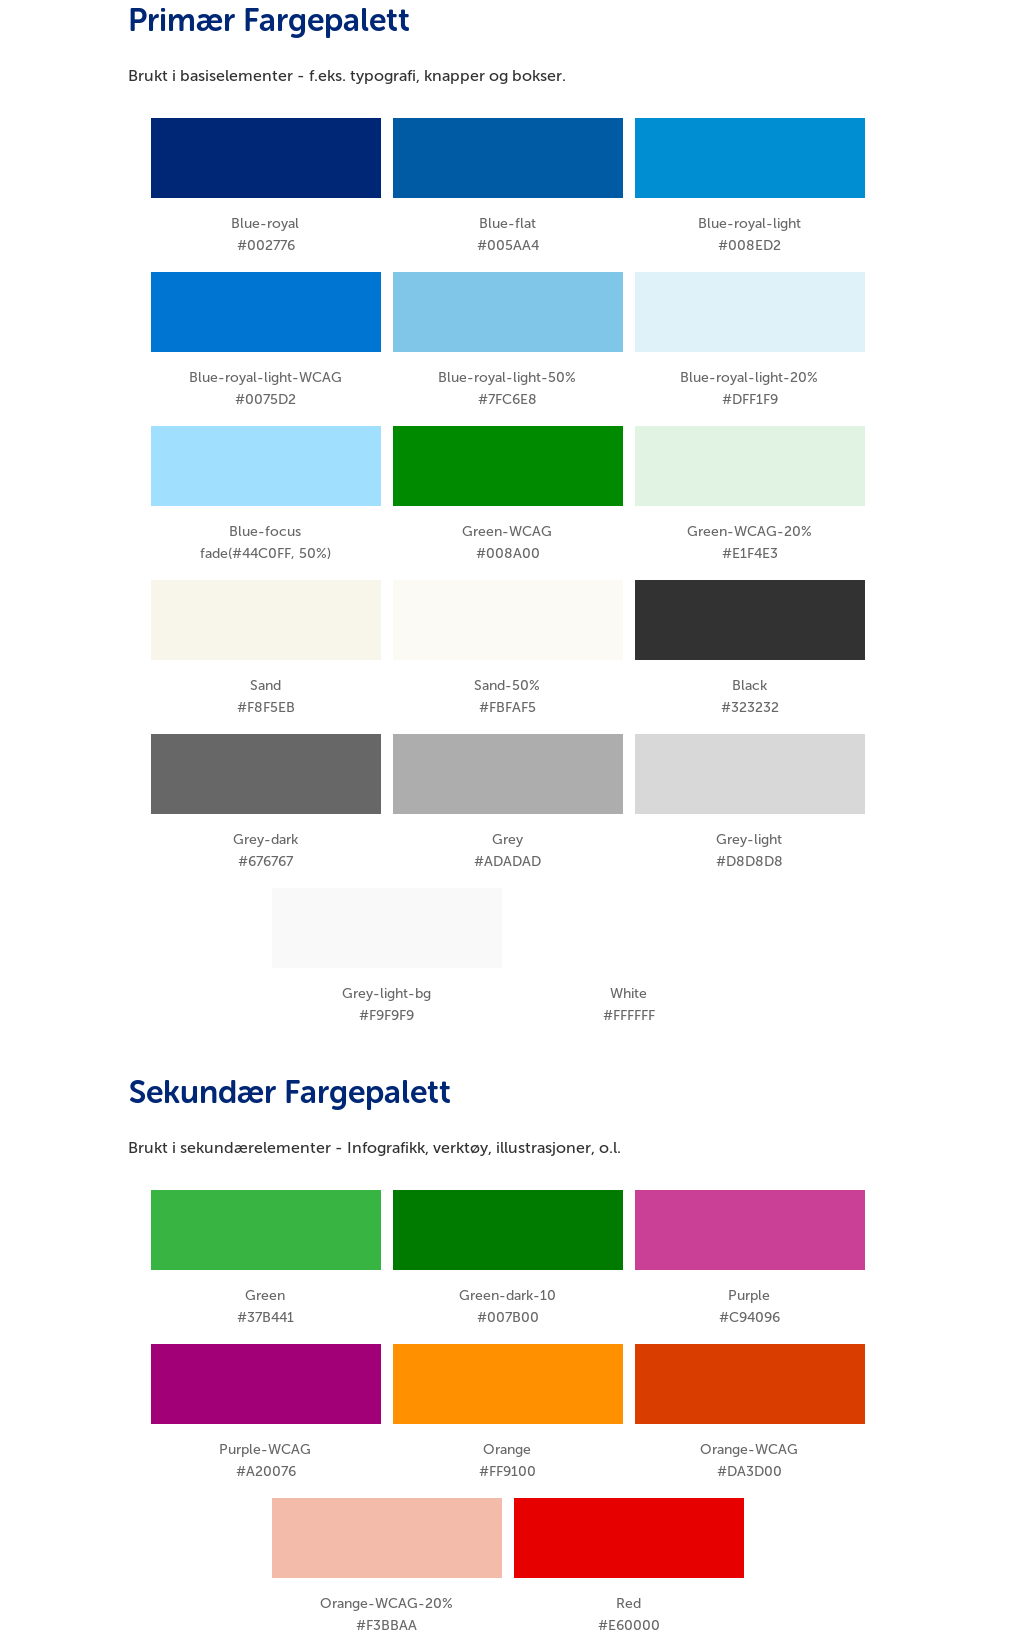 Primær Fargepalett
Brukt i basiselementer - f.eks. typografi, knapper og bokser.
Blue-royal
#002776
Blue-flat
#005AA4
Blue-royal-light
#008ED2
Blue-royal-light-WCAG
#0075D2
Blue-royal-light-50%
#7FC6E8
Blue-royal-light-20%
#DFF1F9
Blue-focus
fade(#44C0FF, 50%)
Green-WCAG
#008A00
Green-WCAG-20%
#E1F4E3
Sand
#F8F5EB
Sand-50%
#FBFAF5
Black
#323232
Grey-dark
#676767
Grey
#ADADAD
Grey-light
#D8D8D8
Grey-light-bg
#F9F9F9
White
#FFFFFF
Sekundær Fargepalett
Brukt i sekundærelementer - Infografikk, verktøy, illustrasjoner, o.l.
Green
#37B441
Green-dark-10
#007B00
Purple
#C94096
Purple-WCAG
#A20076
Orange
#FF9100
Orange-WCAG
#DA3D00
Orange-WCAG-20%
#F3BBAA
Red
#E60000